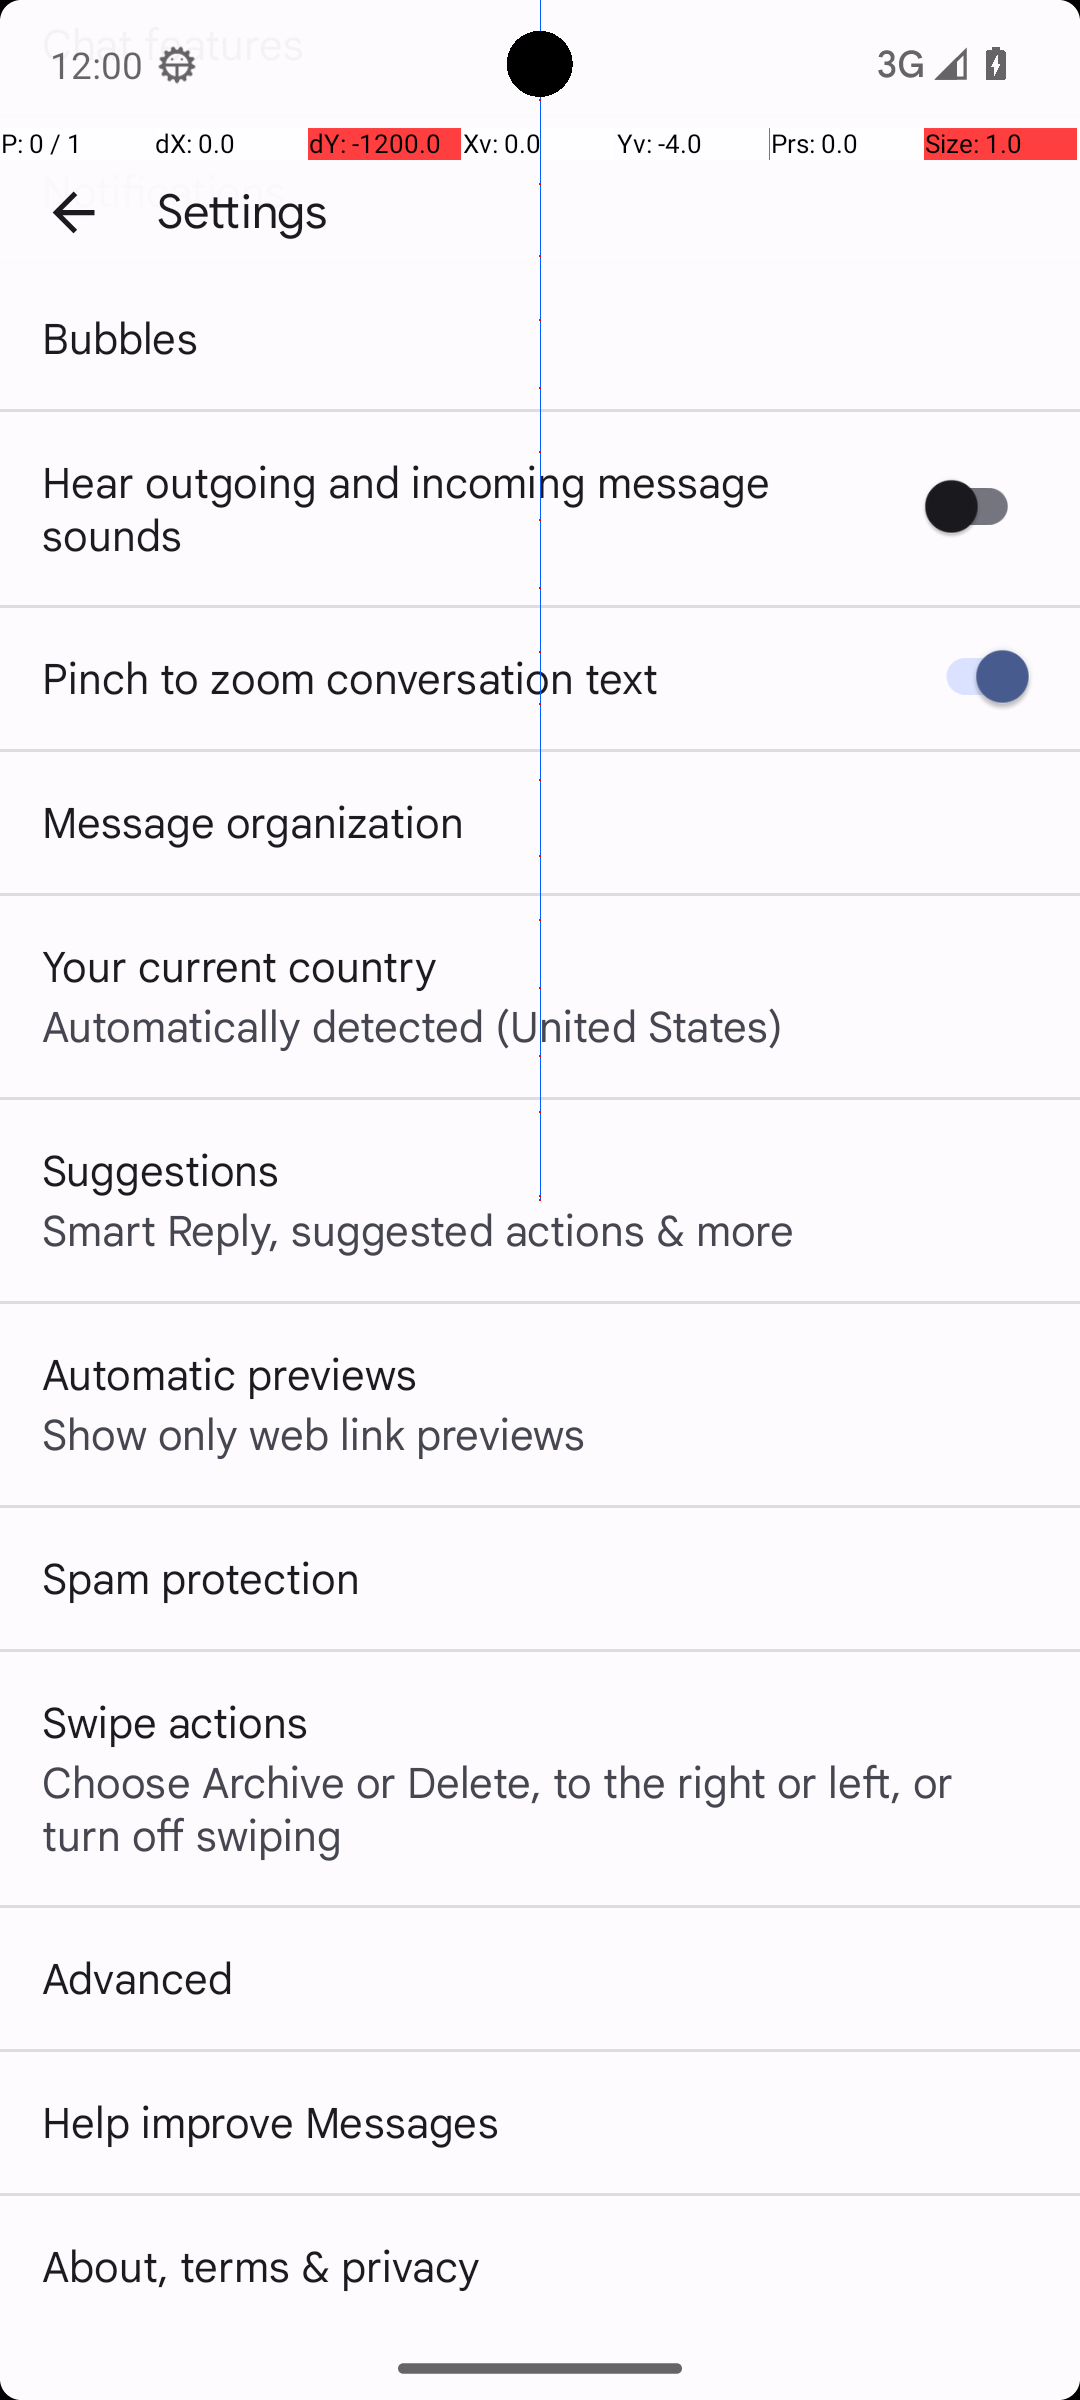 Chat features
12:00
3G
P: 0 / 1
dX: 0.0
dY: -1200.0
Xv: 0.0
Yv: -4.0
Prs: 0.0
Size: 1.0
Notifications
Settings
Bubbles
Hear outgoing and incoming message
sounds
Pinch to zoom conversation text
Message organization
Your current country
Automatically detected (United States)
Suggestions
Smart Reply, suggested actions & more
Automatic previews
Show only web link previews
Spam protection
Swipe actions
Choose Archive or Delete, to the right or left, or
turn off swiping
Advanced
Help improve Messages
About, terms & privacy